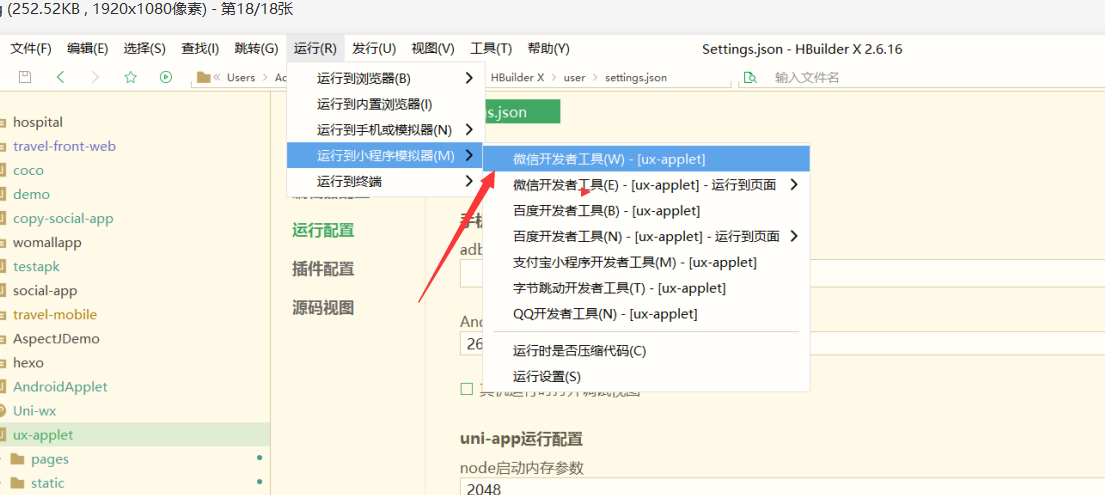 (252.52KB , 1920x1080像素) - 第18/18张
文件(F) 编辑(E) 选择(S) 查找(I) 跳转(G) 运行(R) 发行(U) 视图(V) 工具(T) 帮助(Y) Settings.json - HBuilder X 2.6.16
Users HBuilder X user settings.json 输入文件名
运行到浏览器(B)
运行到内置浏览器(I)
运行到手机或模拟器(N)
运行到小程序模拟器(M)
运行到终端
微信开发者工具(W) - [ux-applet]
微信开发者工具(E) - [ux-applet] - 运行到页面
百度开发者工具(B) - [ux-applet]
百度开发者工具(N) - [ux-applet] - 运行到页面
支付宝小程序开发者工具(M) - [ux-applet]
字节跳动开发者工具(T) - [ux-applet]
QQ开发者工具(N) - [ux-applet]
运行时是否压缩代码(C)
运行设置(S)
hospital
travel-front-web
coco
demo
copy-social-app
womallapp
testapk
social-app
travel-mobile
AspectJDemo
hexo
AndroidApplet
Uni-wx
ux-applet
pages
static
运行配置
插件配置
源码视图
uni-app运行配置
node启动内存参数
2048